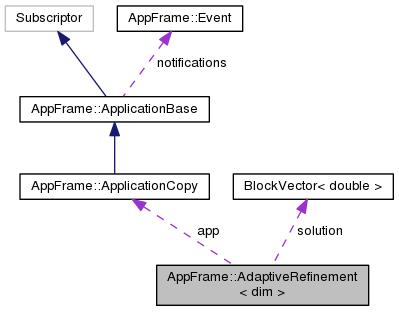 Subscriptor
AppFrame::Event
notifications
AppFrame::ApplicationBase
AppFrame::ApplicationCopy
BlockVector< double >
app
solution
AppFrame::AdaptiveRefinement
< dim >